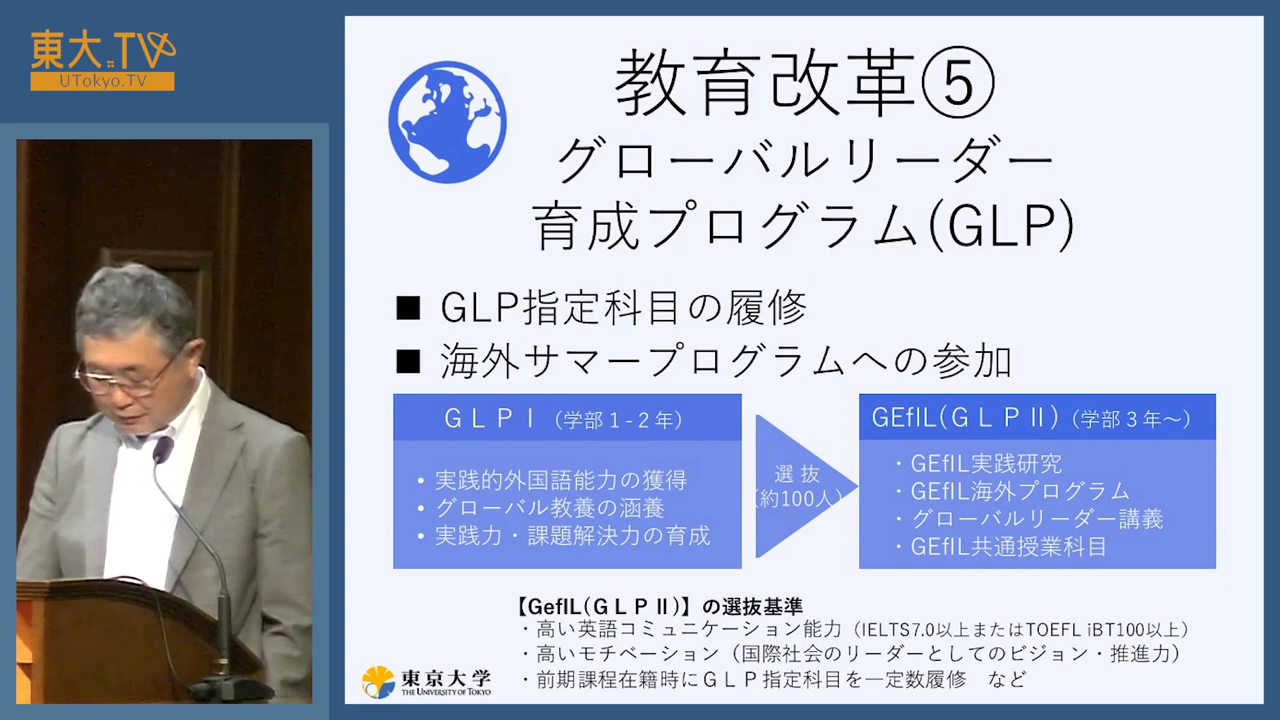 東大.TV
UTokyo.TV
教育改革⑤
グローバルリーダー
育成プログラム(GLP)
■ GLP指定科目の履修
■ 海外サマープログラムへの参加
ＧＬＰⅠ（学部１-２年）
• 実践的外国語能力の獲得
• グローバル教養の涵養
• 実践力・課題解決力の育成
選 抜
（約100人）
GEfIL(ＧＬＰⅡ)（学部３年～）
・GEfIL実践研究
・GEfIL海外プログラム
・グローバルリーダー講義
・GEfIL共通授業科目
【GefIL(ＧＬＰⅡ)】の選抜基準
・高い英語コミュニケーション能力（IELTS7.0以上またはTOEFL iBT100以上）
・高いモチベーション（国際社会のリーダーとしてのビジョン・推進力）
・前期課程在籍時にＧＬＰ指定科目を一定数履修　など
東京大学
THE UNIVERSITY OF TOKYO